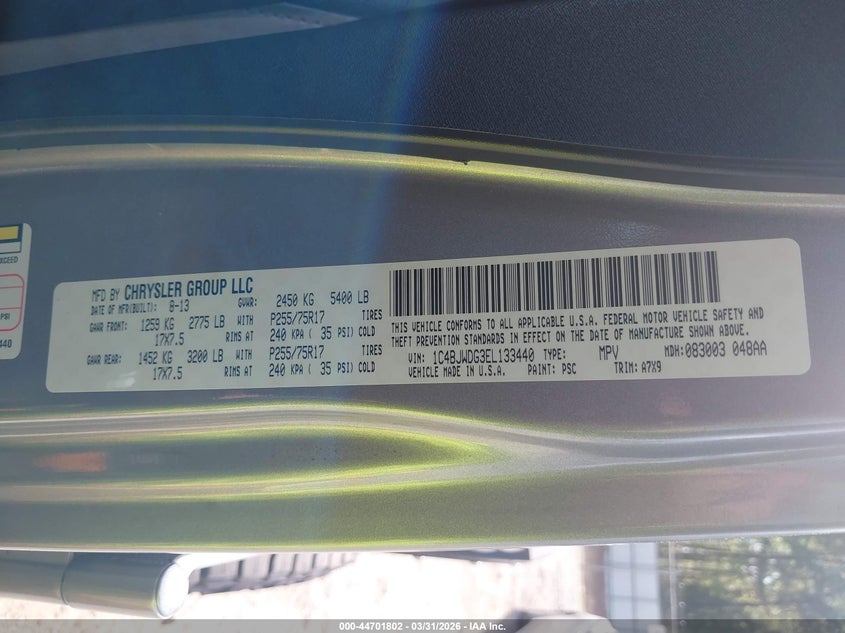 EXCEED
PSI
440
MFD BY CHRYSLER GROUP LLC
DATE OF MFR(BUILT): 8-13 GVWR: 2450 KG 5400 LB
GAWR FRONT: 1259 KG 2775 LB WITH P255/75R17 TIRES
17X7.5 RIMS AT 240 KPA ( 35 PSI) COLD
GAWR REAR: 1452 KG 3200 LB WITH P255/75R17 TIRES
17X7.5 RIMS AT 240 KPA ( 35 PSI) COLD
THIS VEHICLE CONFORMS TO ALL APPLICABLE U.S.A. FEDERAL MOTOR VEHICLE SAFETY AND
THEFT PREVENTION STANDARDS IN EFFECT ON THE DATE OF MANUFACTURE SHOWN ABOVE.
VIN: 1C4BJWDG3EL133440 TYPE: MPV MDH: 083003 048AA
VEHICLE MADE IN U.S.A. PAINT: PSC TRIM: A7X9
000-44701802 - 03/31/2026 - IAA Inc.